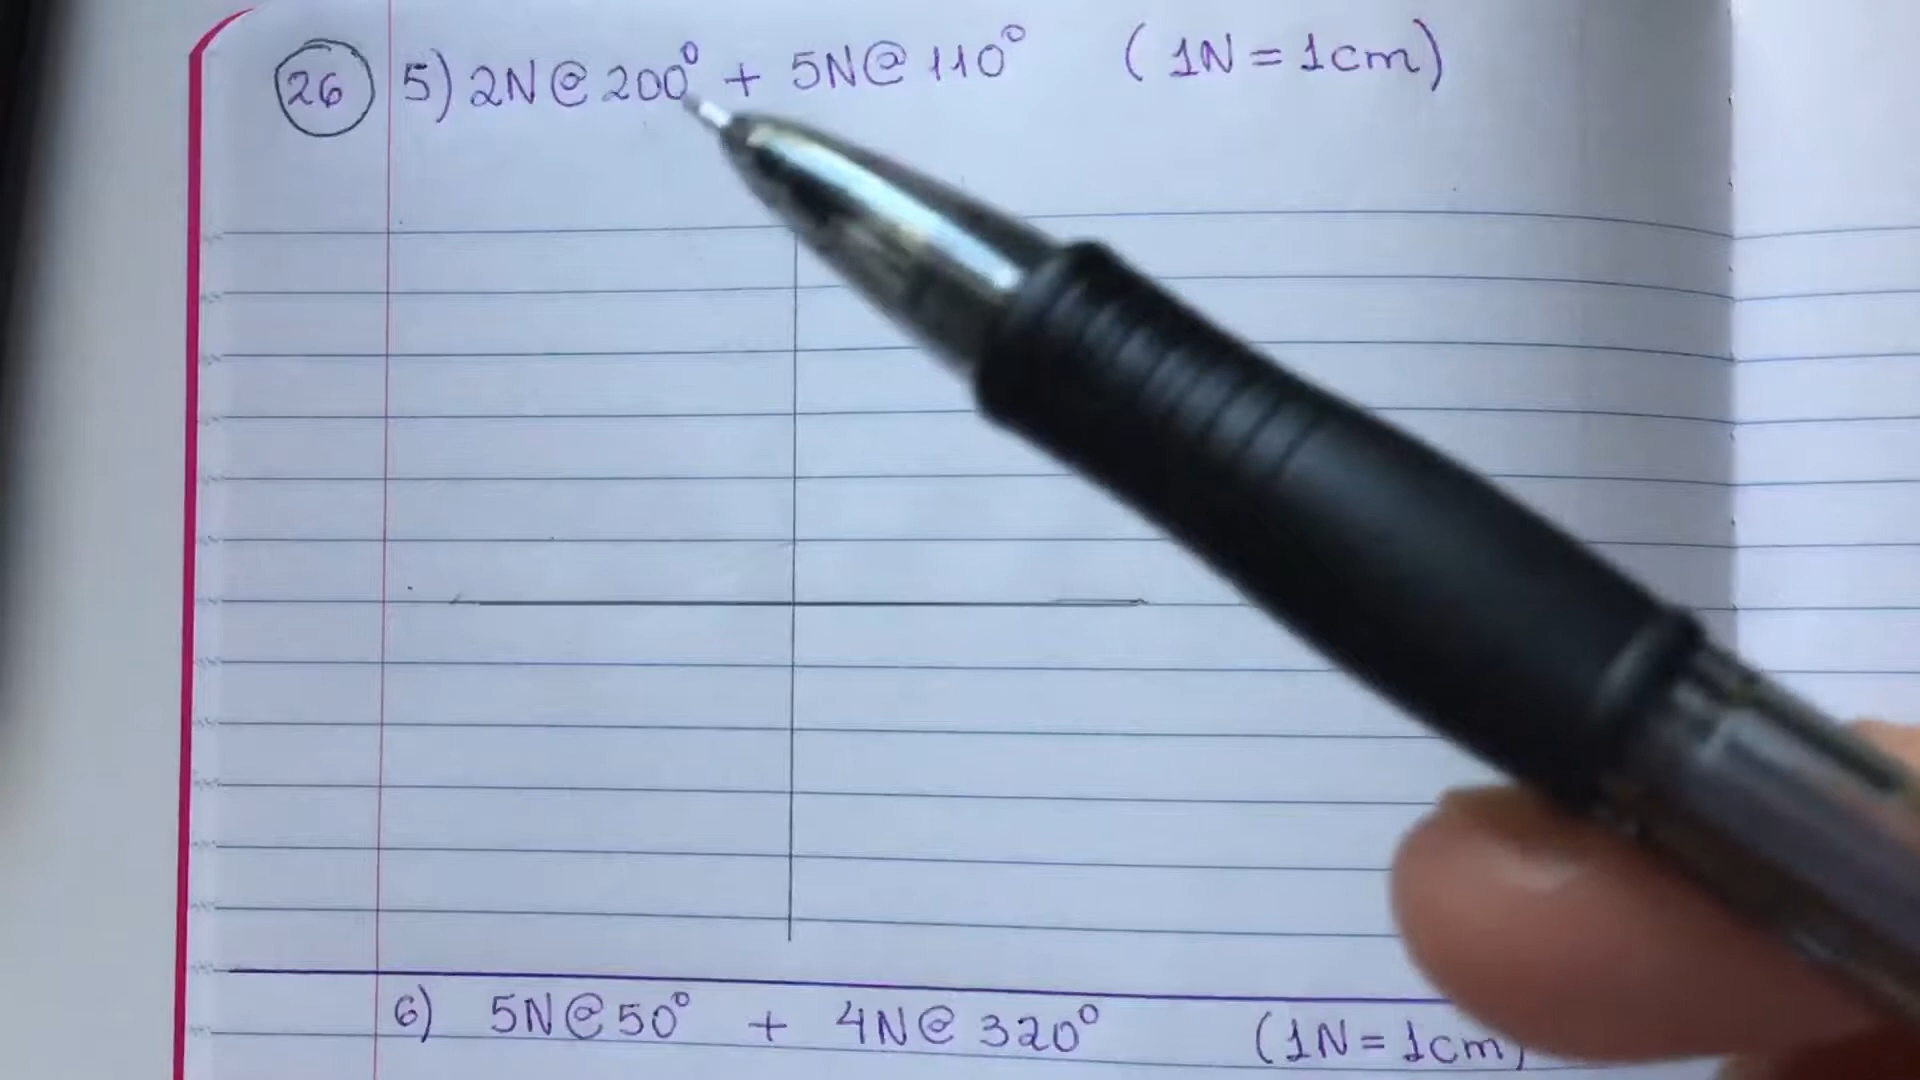 26 5) 2N @ 200° + 5N @ 110° (1N = 1cm)
6) 5N @ 50° + 4N @ 320° (1N = 1cm)